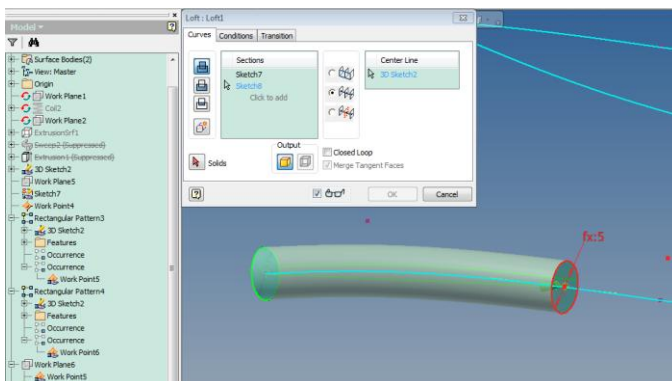 Model
Surface Bodies(2)
View: Master
Origin
Work Plane1
Coil2
Work Plane2
ExtrusionSrf1
Sweep2 (Suppressed)
Extrusion1 (Suppressed)
3D Sketch2
Work Plane5
Sketch7
Work Point4
Rectangular Pattern3
3D Sketch2
Features
Occurrence
Occurrence
Work Point5
Rectangular Pattern4
3D Sketch2
Features
Occurrence
Occurrence
Work Point6
Work Plane6
Work Point5
Loft : Loft1
Curves Conditions Transition
Sections
Sketch7
Sketch8
Click to add
Center Line
3D Sketch2
Output
Solids
Closed Loop
Merge Tangent Faces
OK Cancel
fx:5